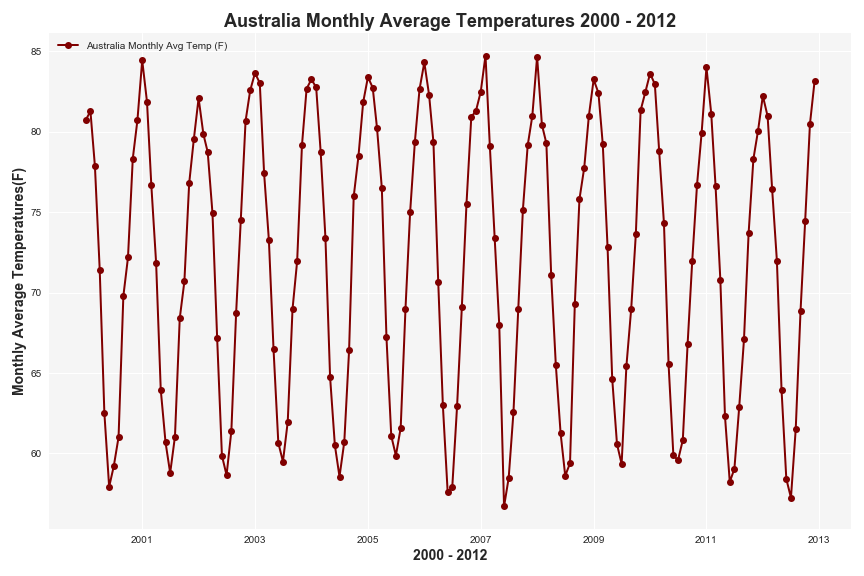 Australia Monthly Average Temperatures 2000 - 2012
Australia Monthly Avg Temp (F)
Monthly Average Temperatures(F)
85
80
75
70
65
60
2001 2003 2005 2007 2009 2011 2013
2000 - 2012